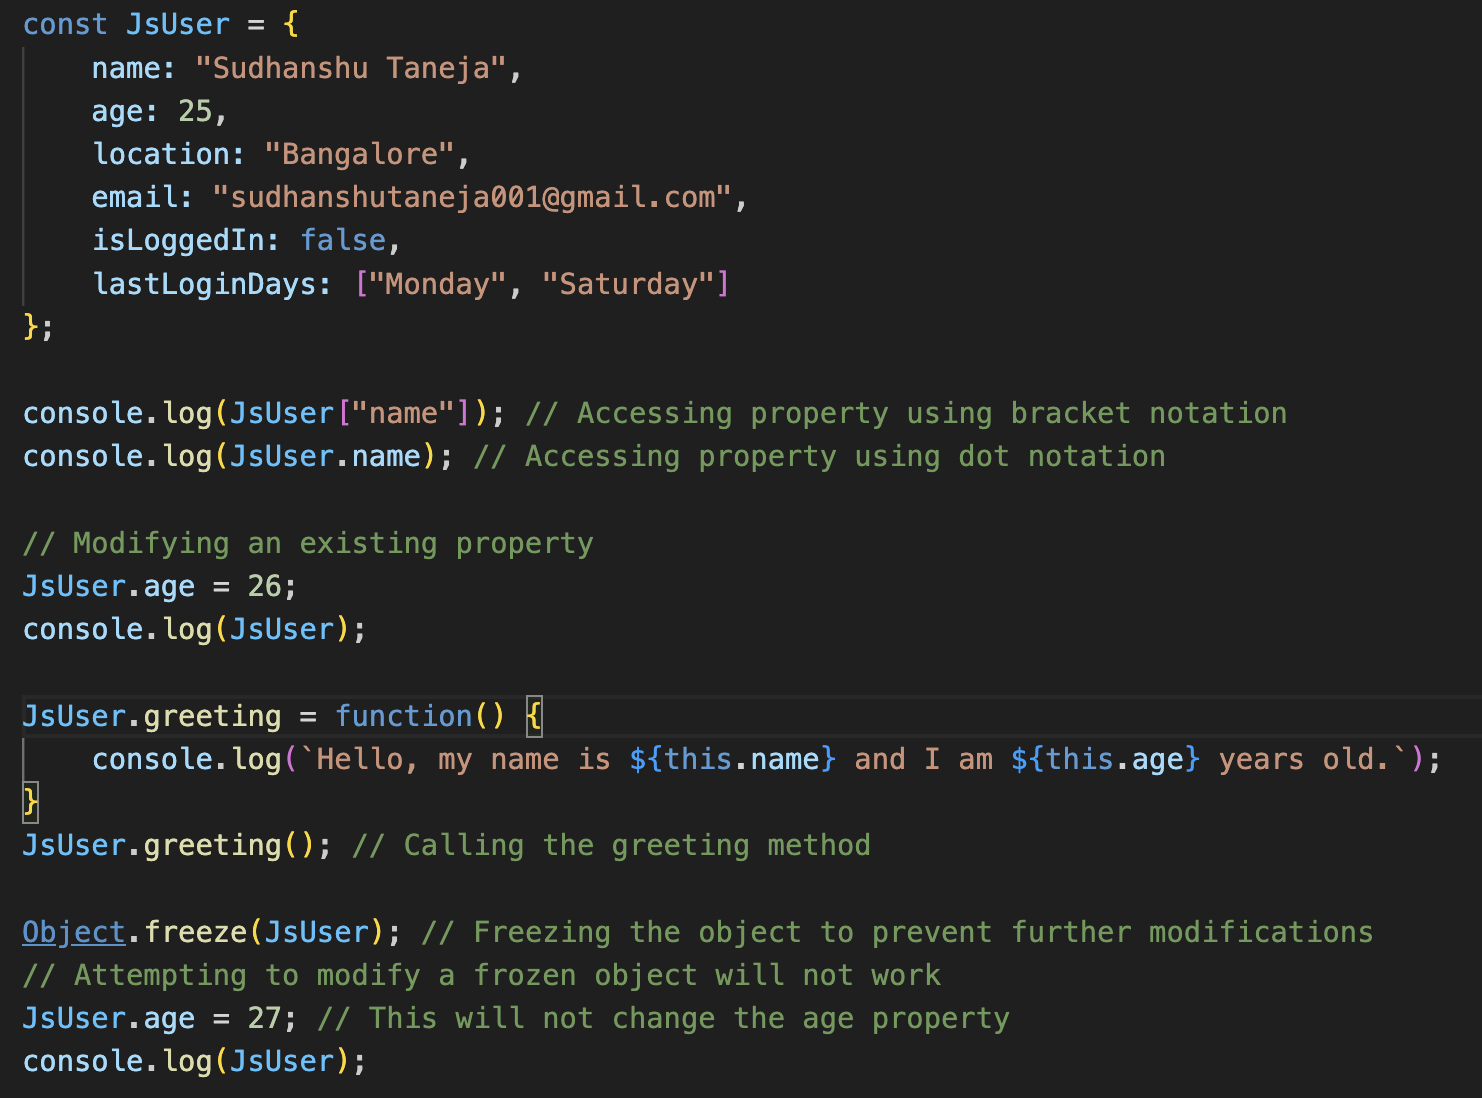 const JsUser = {
    name: "Sudhanshu Taneja",
    age: 25,
    location: "Bangalore",
    email: "sudhanshutaneja001@gmail.com",
    isLoggedIn: false,
    lastLoginDays: ["Monday", "Saturday"]
};

console.log(JsUser["name"]); // Accessing property using bracket notation
console.log(JsUser.name); // Accessing property using dot notation

// Modifying an existing property
JsUser.age = 26;
console.log(JsUser);

JsUser.greeting = function() {
    console.log(`Hello, my name is ${this.name} and I am ${this.age} years old.`);
}
JsUser.greeting(); // Calling the greeting method

Object.freeze(JsUser); // Freezing the object to prevent further modifications
// Attempting to modify a frozen object will not work
JsUser.age = 27; // This will not change the age property
console.log(JsUser);